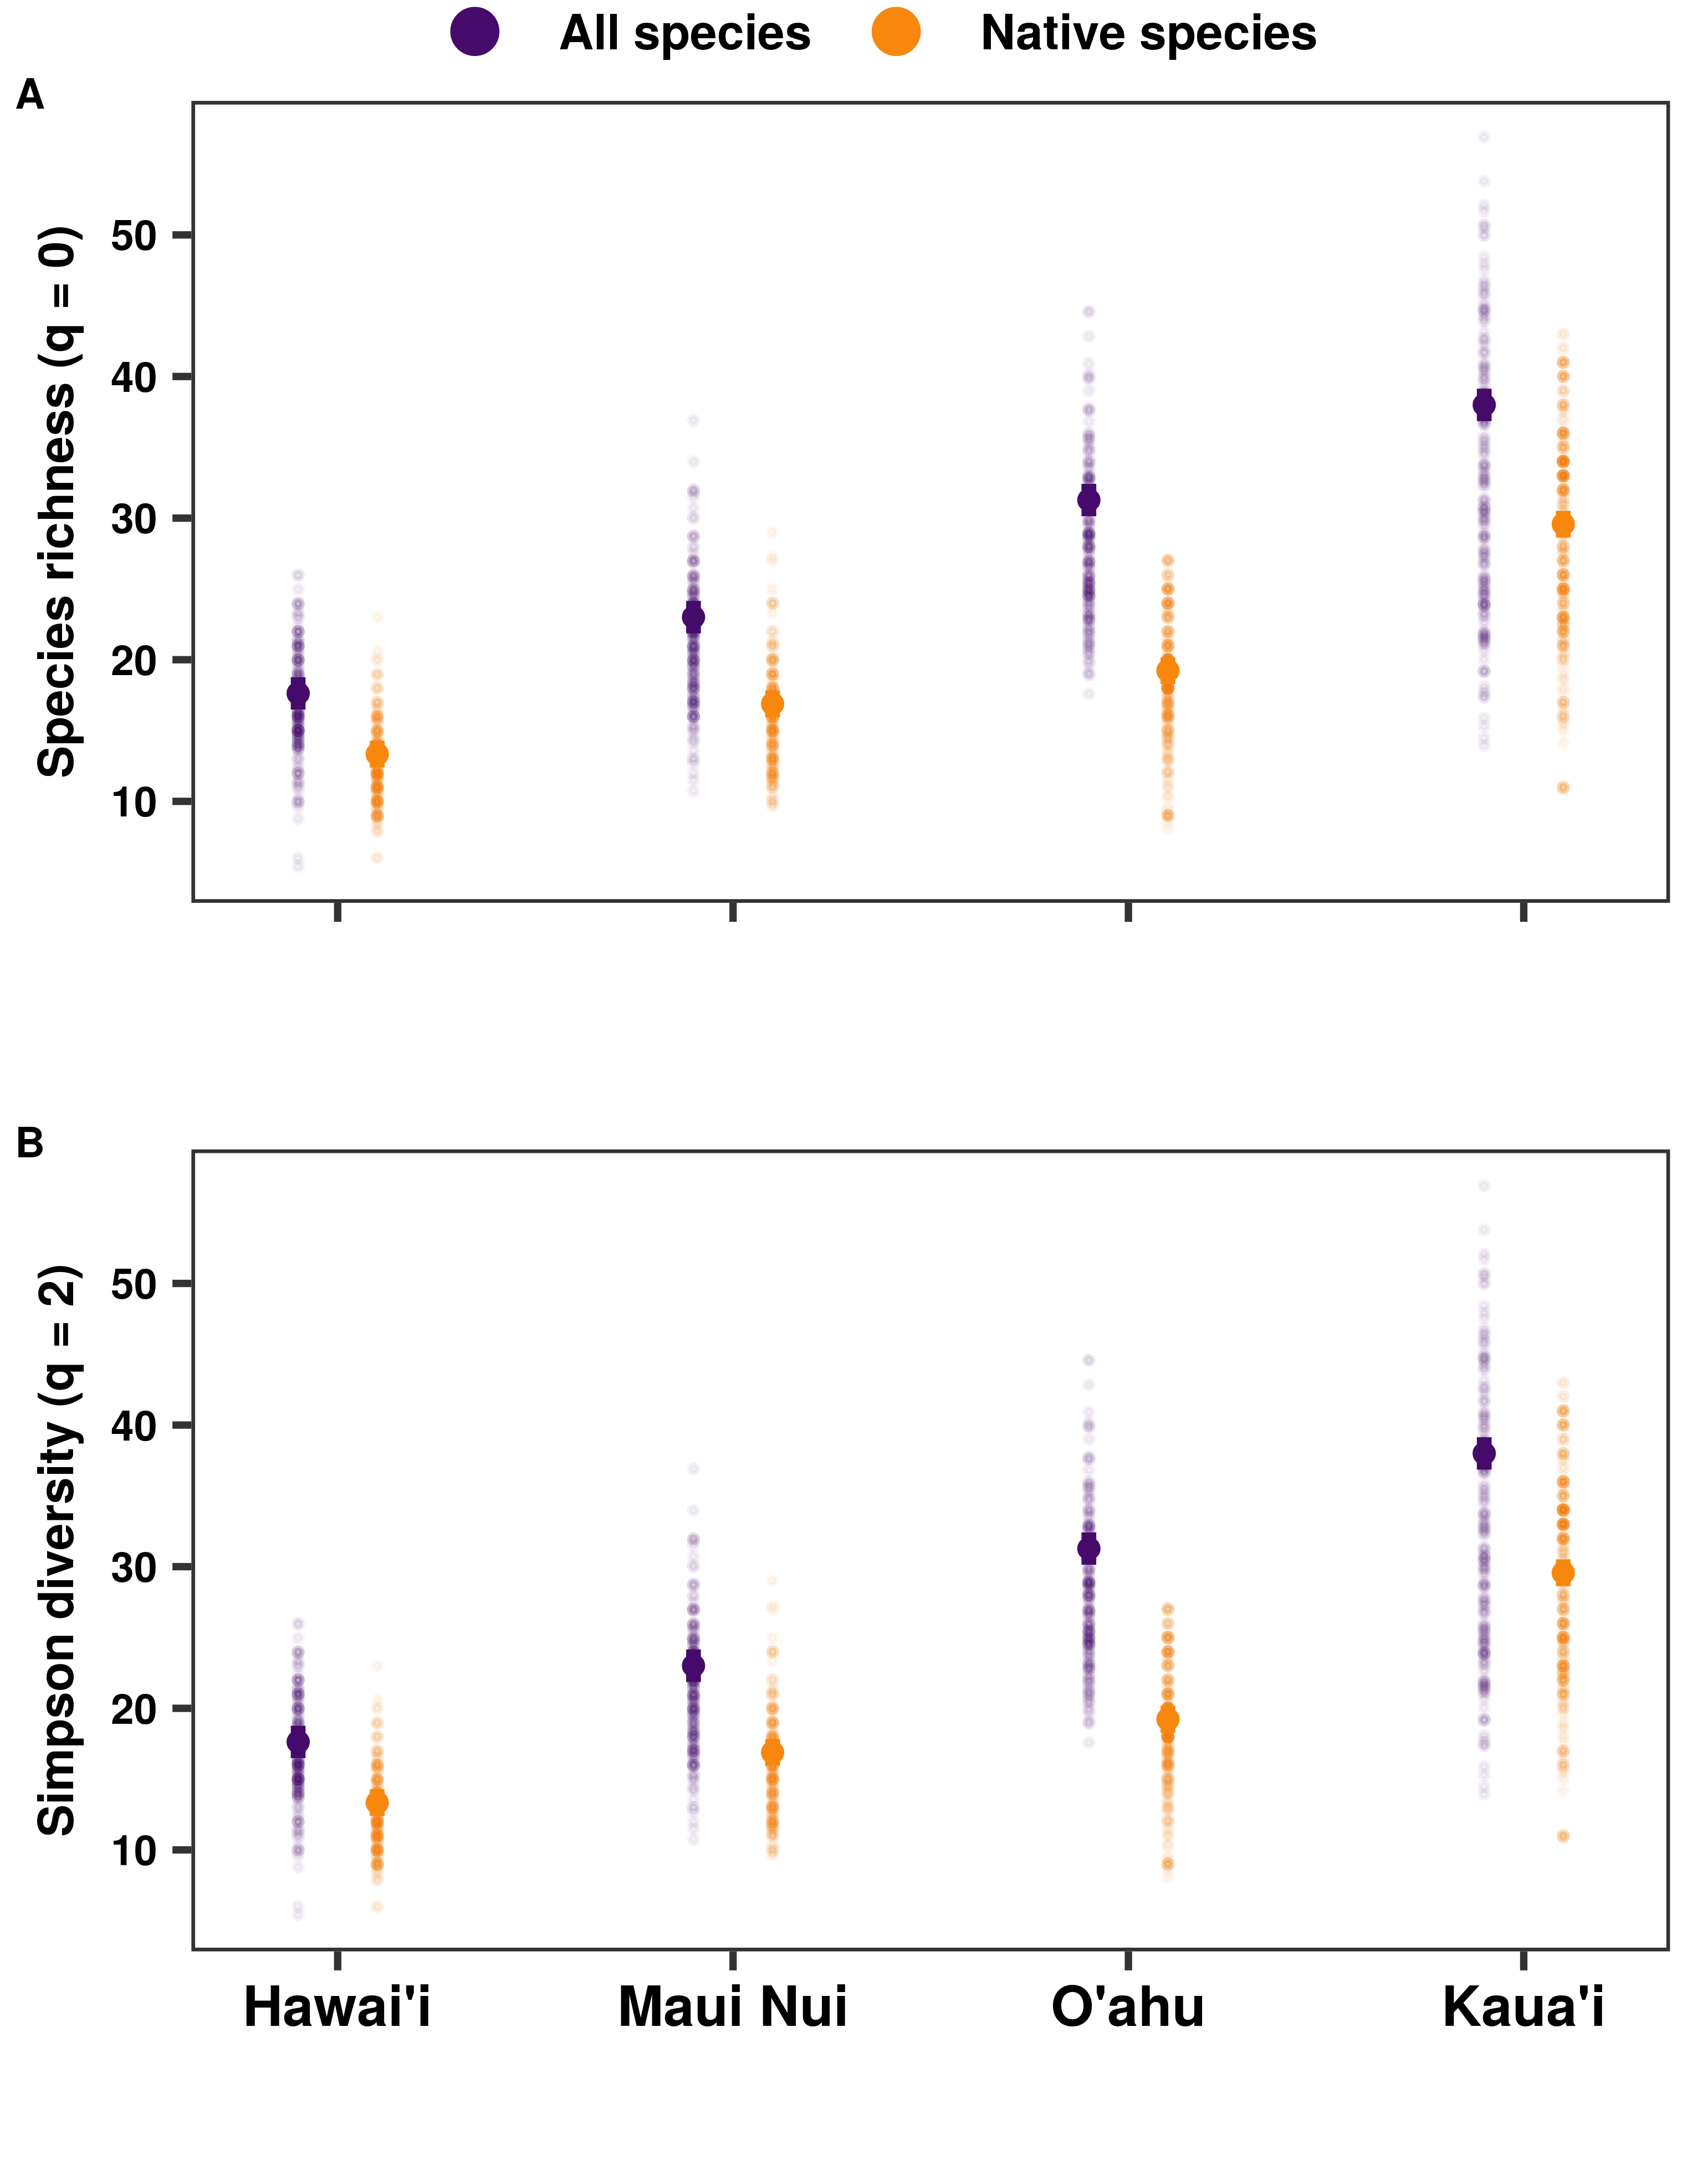 All species Native species
A
Species richness (q = 0)
50
40
30
20
10
B
Simpson diversity (q = 2)
50
40
30
20
10
Hawai'i Maui Nui O'ahu Kaua'i